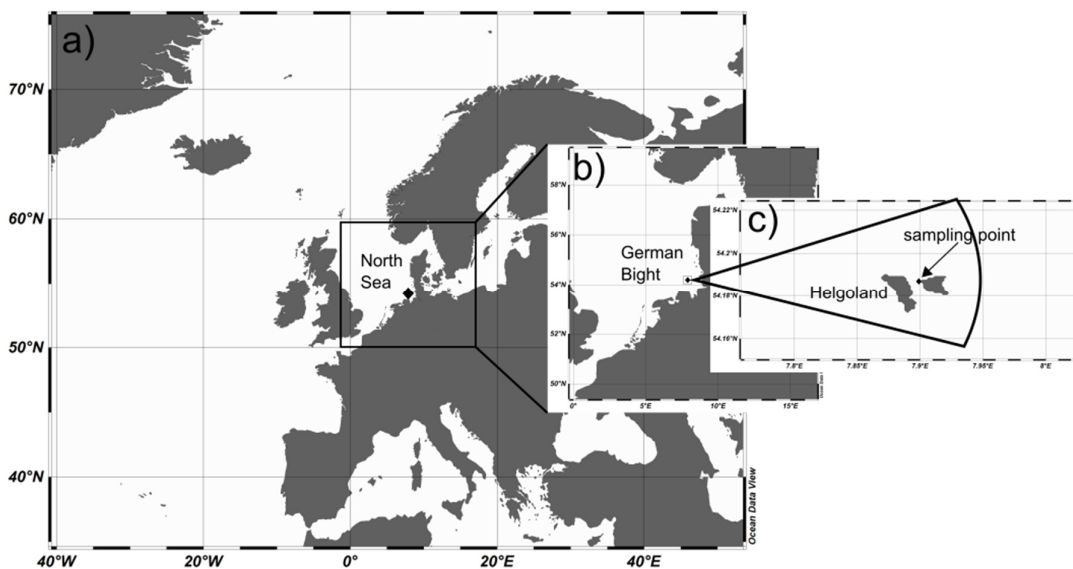 a)
70°N
60°N
50°N
40°N
40°W
20°W
0°
20°E
40°E
North
Sea
Ocean Data View
b)
58°N
56°N
54°N
52°N
50°N
0°
5°E
10°E
15°E
German
Bight
c)
54.22°N
54.2°N
54.18°N
54.16°N
7.8°E
7.85°E
7.9°E
7.95°E
8°E
sampling point
Helgoland